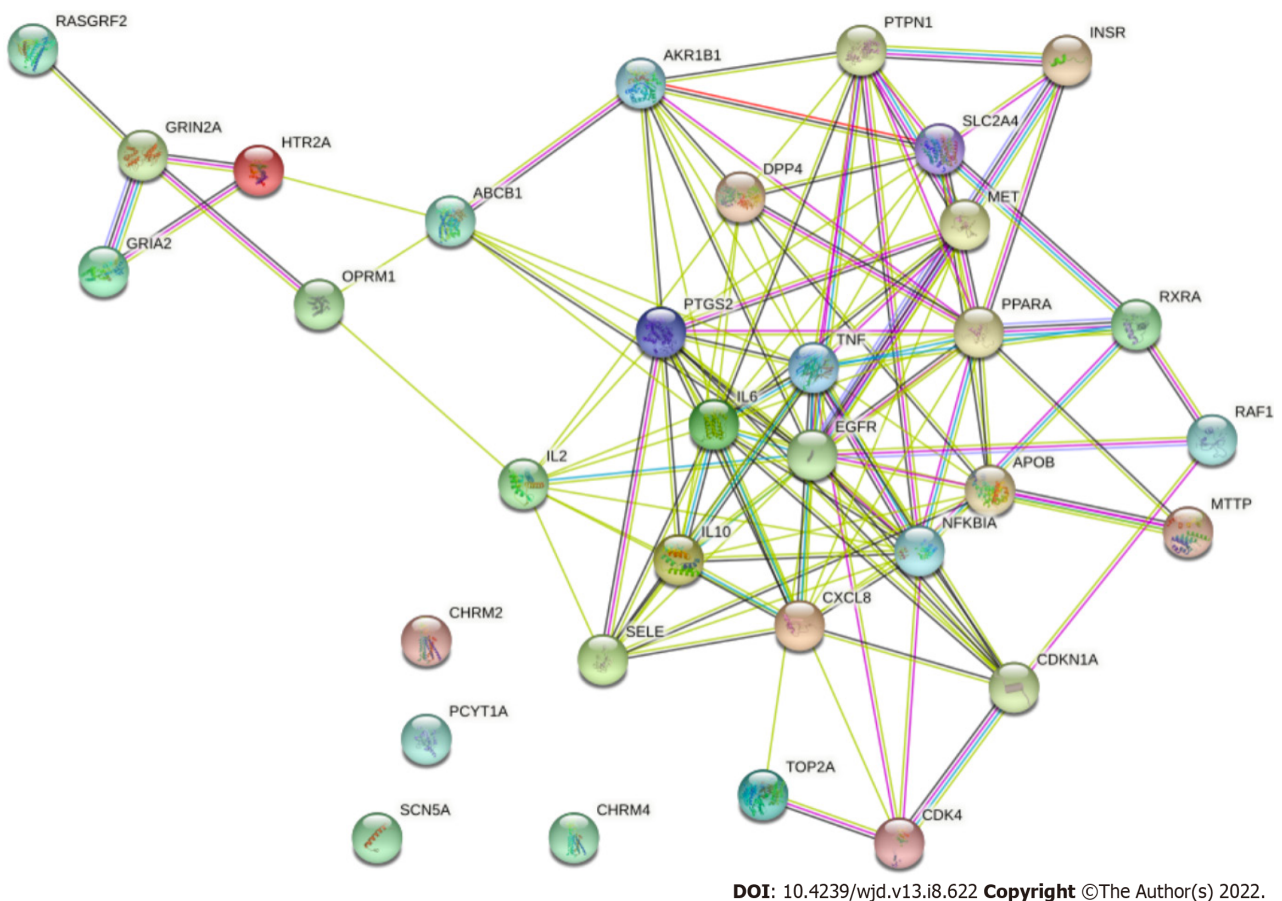 RASGRF2
PTPN1
INSR
AKR1B1
GRIN2A
HTR2A
SLC2A4
DPP4
ABCB1
MET
GRIA2
OPRM1
PTGS2
PPARA
RXRA
TNF
IL6
EGFR
RAF1
IL2
APOB
MTTP
IL10
NFKBIA
CXCL8
CHRM2
SELE
CDKN1A
PCYT1A
TOP2A
SCN5A
CHRM4
CDK4
DOI: 10.4239/wjd.v13.i8.622 Copyright ©The Author(s) 2022.